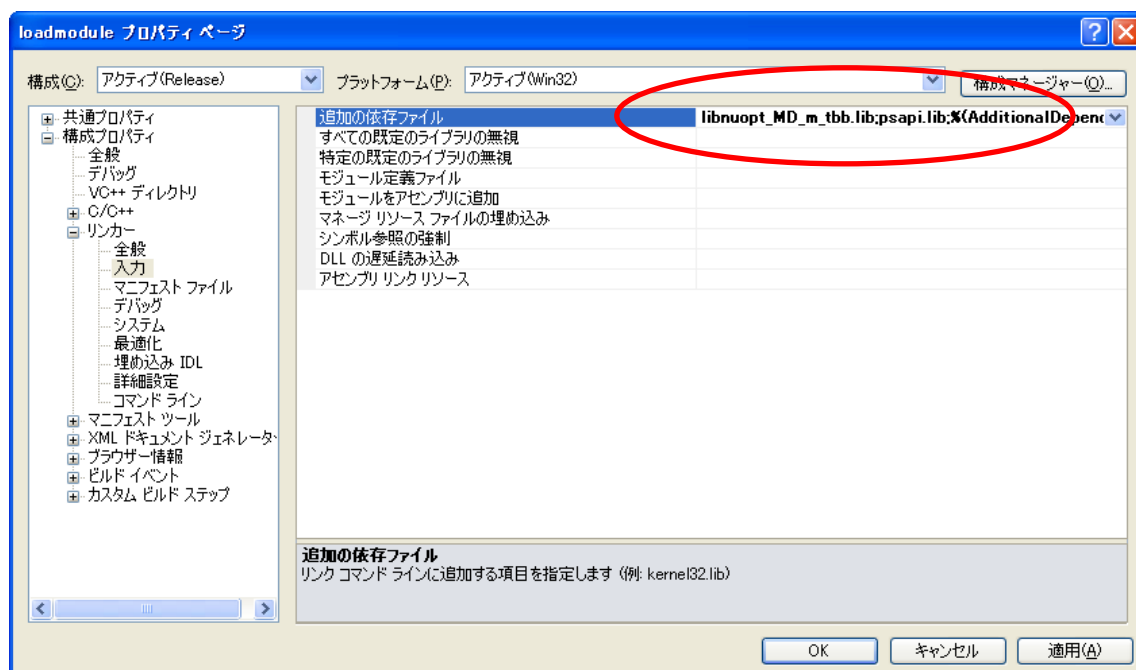 loadmodule プロパティ ページ
構成(C): アクティブ(Release) プラットフォーム(P): アクティブ(Win32) 構成マネージャー(O)...
共通プロパティ
構成プロパティ
全般
デバッグ
VC++ ディレクトリ
C/C++
リンカー
全般
入力
マニフェスト ファイル
デバッグ
システム
最適化
埋め込み IDL
詳細設定
コマンド ライン
マニフェスト ツール
XML ドキュメント ジェネレーター
ブラウザー情報
ビルド イベント
カスタム ビルド ステップ
追加の依存ファイル libnuopt_MD_m_tbb.lib;psapi.lib;%(AdditionalDepend
すべての既定のライブラリの無視
特定の既定のライブラリの無視
モジュール定義ファイル
モジュールをアセンブリに追加
マネージ リソース ファイルの埋め込み
シンボル参照の強制
DLL の遅延読み込み
アセンブリ リンク リソース
追加の依存ファイル
リンク コマンド ラインに追加する項目を指定します (例: kernel32.lib)
OK キャンセル 適用(A)